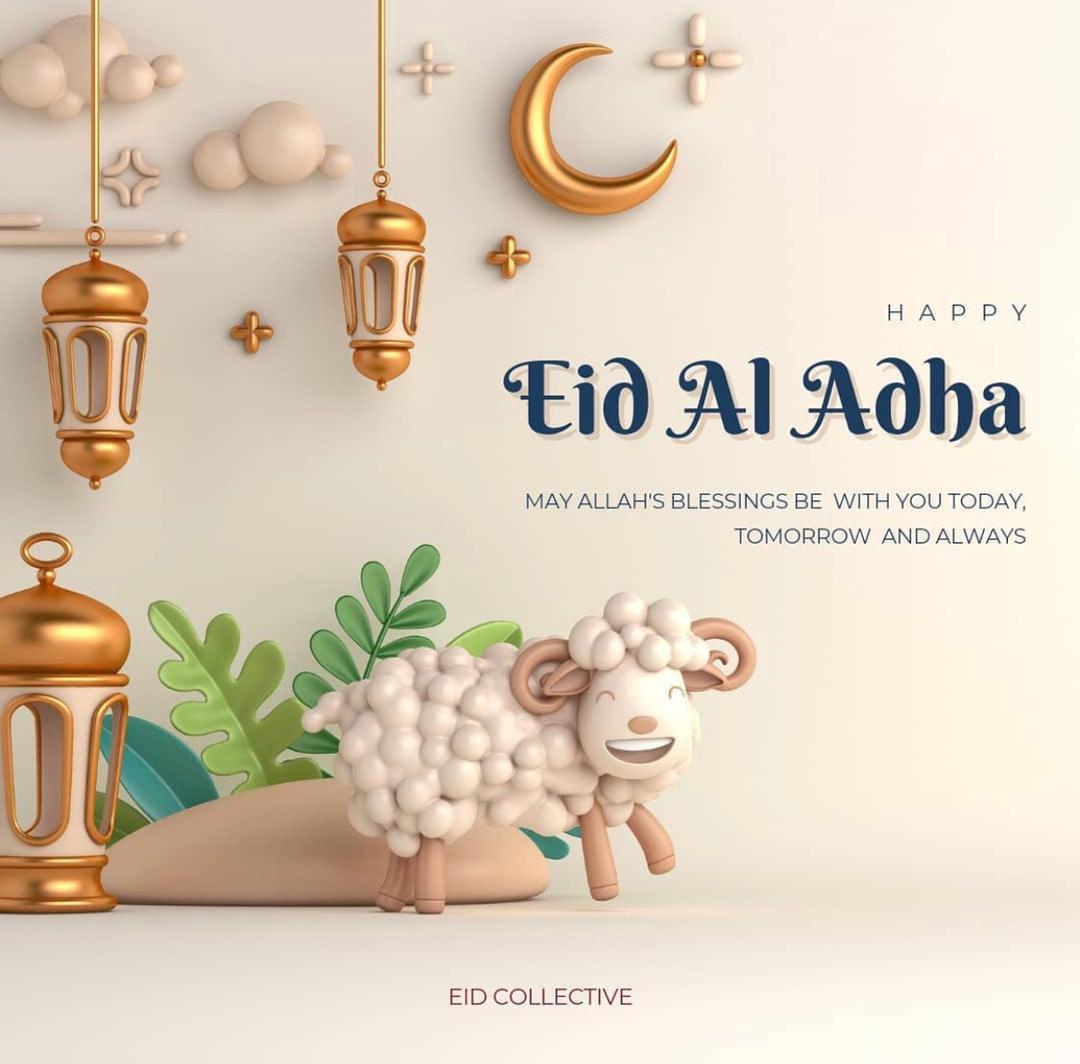 HAPPY
Eid Al Adha
MAY ALLAH'S BLESSINGS BE WITH YOU TODAY,
TOMORROW AND ALWAYS
EID COLLECTIVE